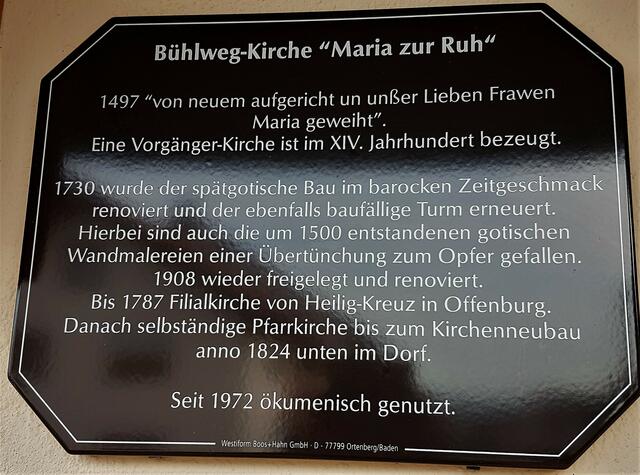 Bühlweg-Kirche "Maria zur Ruh"
1497 "von neuem aufgericht un unßer Lieben Frawen
Maria geweiht".
Eine Vorgänger-Kirche ist im XIV. Jahrhundert bezeugt.
1730 wurde der spätgotische Bau im barocken Zeitgeschmack
renoviert und der ebenfalls baufällige Turm erneuert.
Hierbei sind auch die um 1500 entstandenen gotischen
Wandmalereien einer Übertünchung zum Opfer gefallen.
1908 wieder freigelegt und renoviert.
Bis 1787 Filialkirche von Heilig-Kreuz in Offenburg.
Danach selbständige Pfarrkirche bis zum Kirchenneubau
anno 1824 unten im Dorf.
Seit 1972 ökumenisch genutzt.
Westiform Boos+Hahn GmbH · D - 77799 Ortenberg/Baden